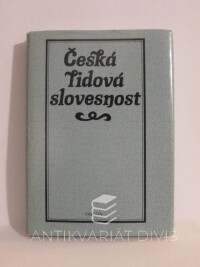 Česká
lidová
slovesnost
ANTIKVARIÁT DIVIŠ